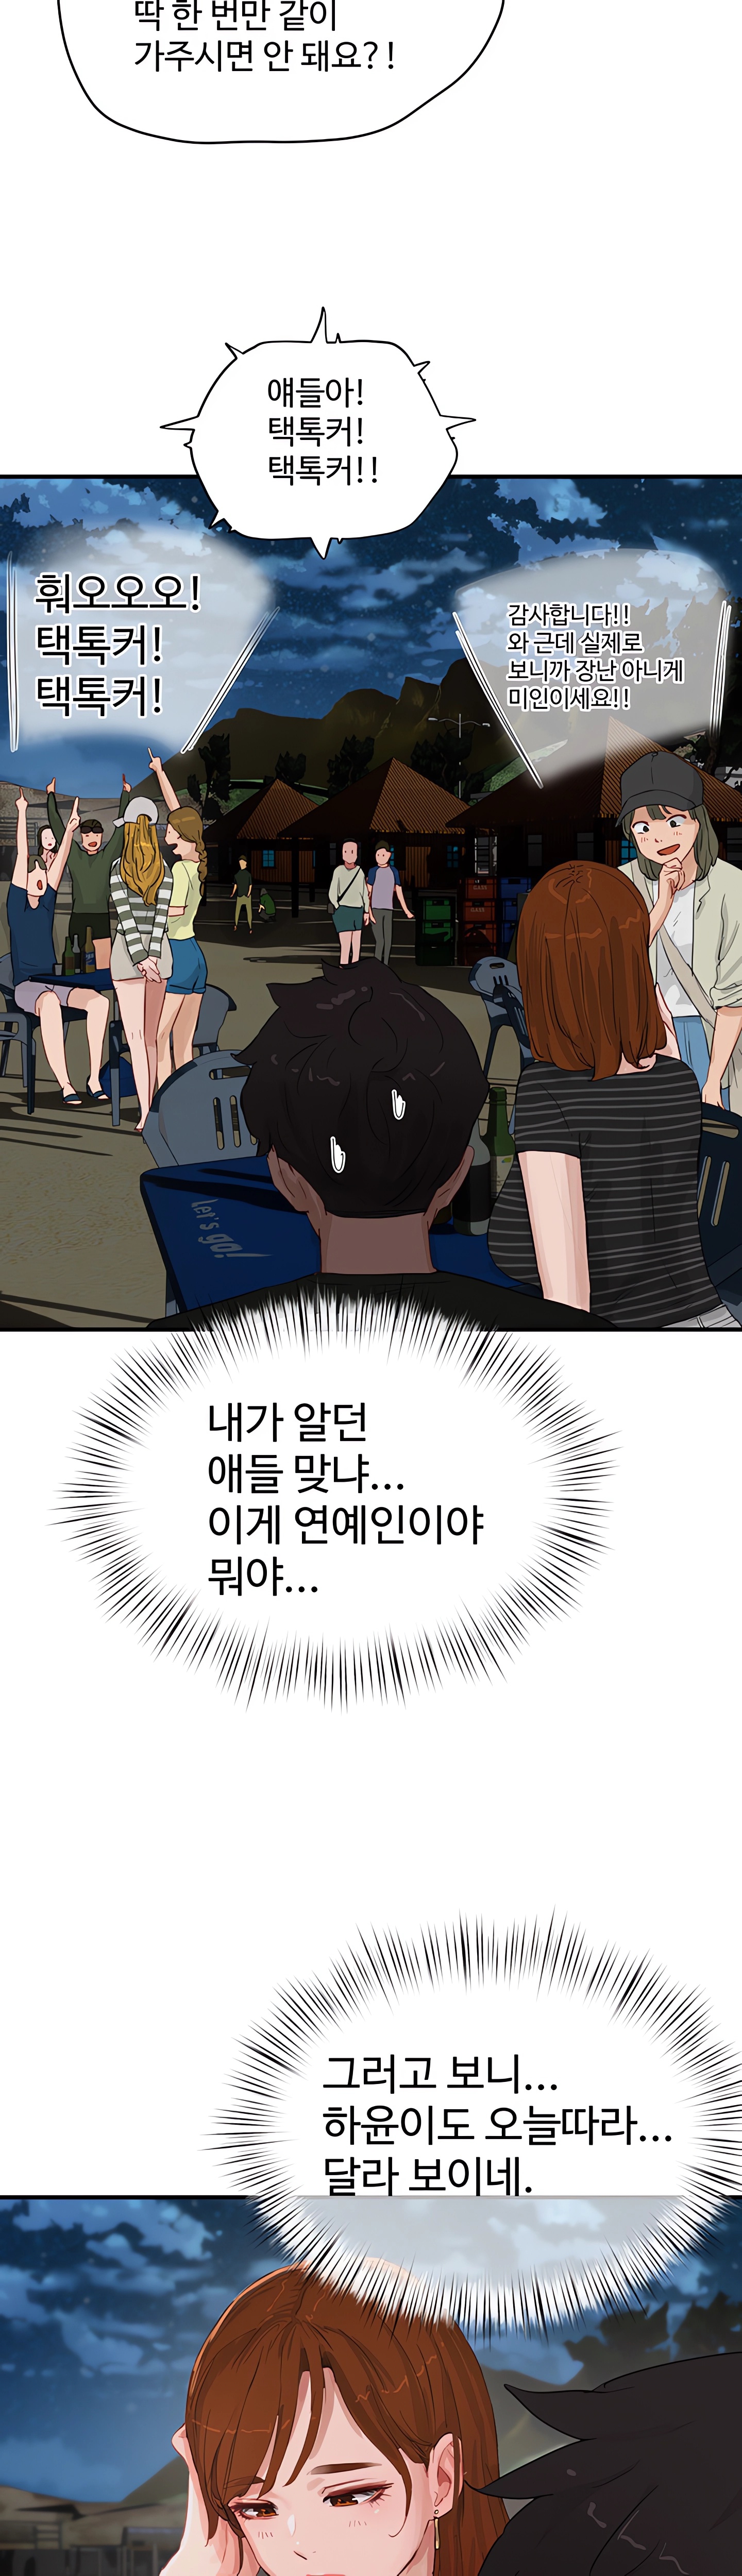 딱 한 번만 같이
가주시면 안 돼요?!
얘들아!
택톡커!
택톡커!!
훠오오오!
택톡커!
택톡커!
감사합니다!!
와 근데 실제로
보니까 장난 아니게
미인이세요!!
GLASS
Let's go!
내가 알던
애들 맞냐...
이게 연예인이야
뭐야...
그러고 보니...
하윤이도 오늘따라...
달라 보이네.